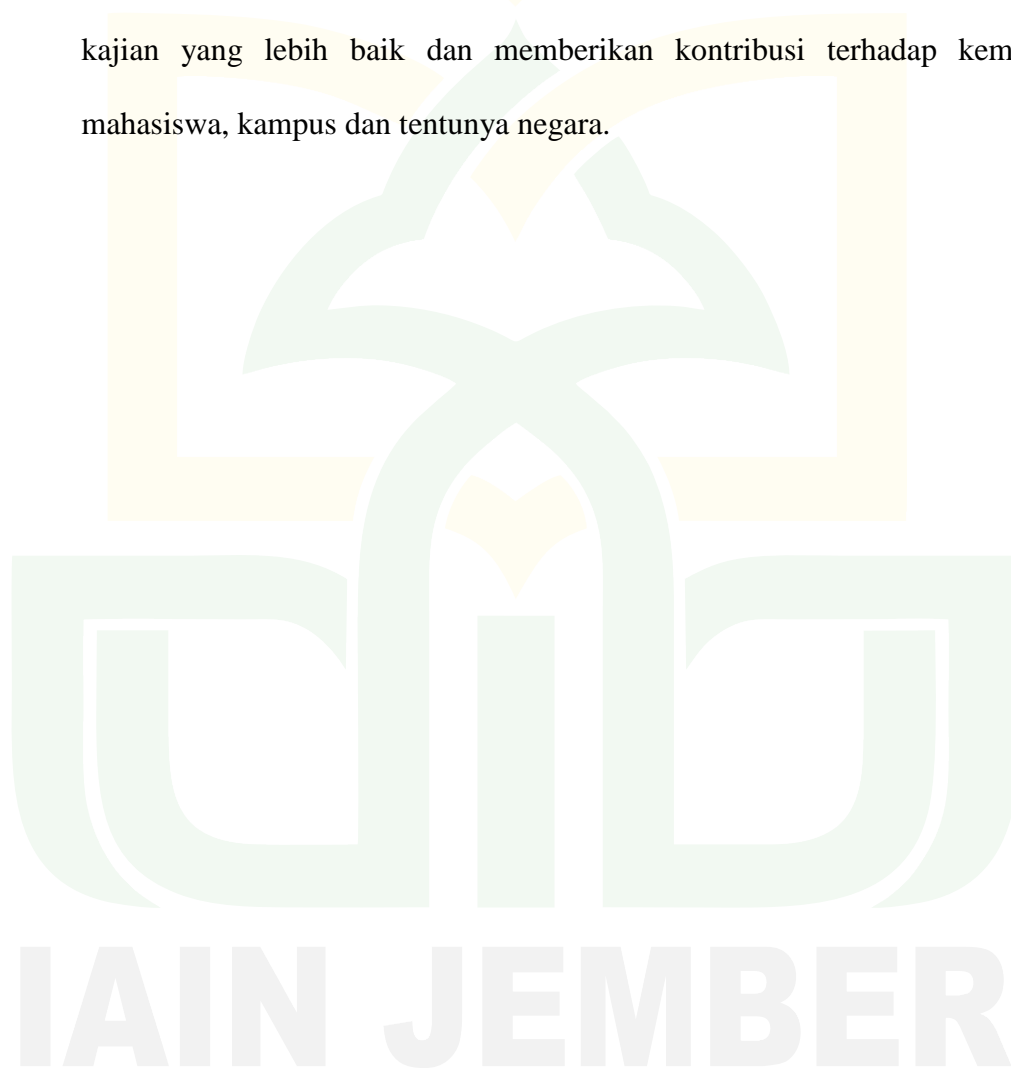 kajian yang lebih baik dan memberikan kontribusi terhadap kem
mahasiswa, kampus dan tentunya negara.
IAIN JEMBER